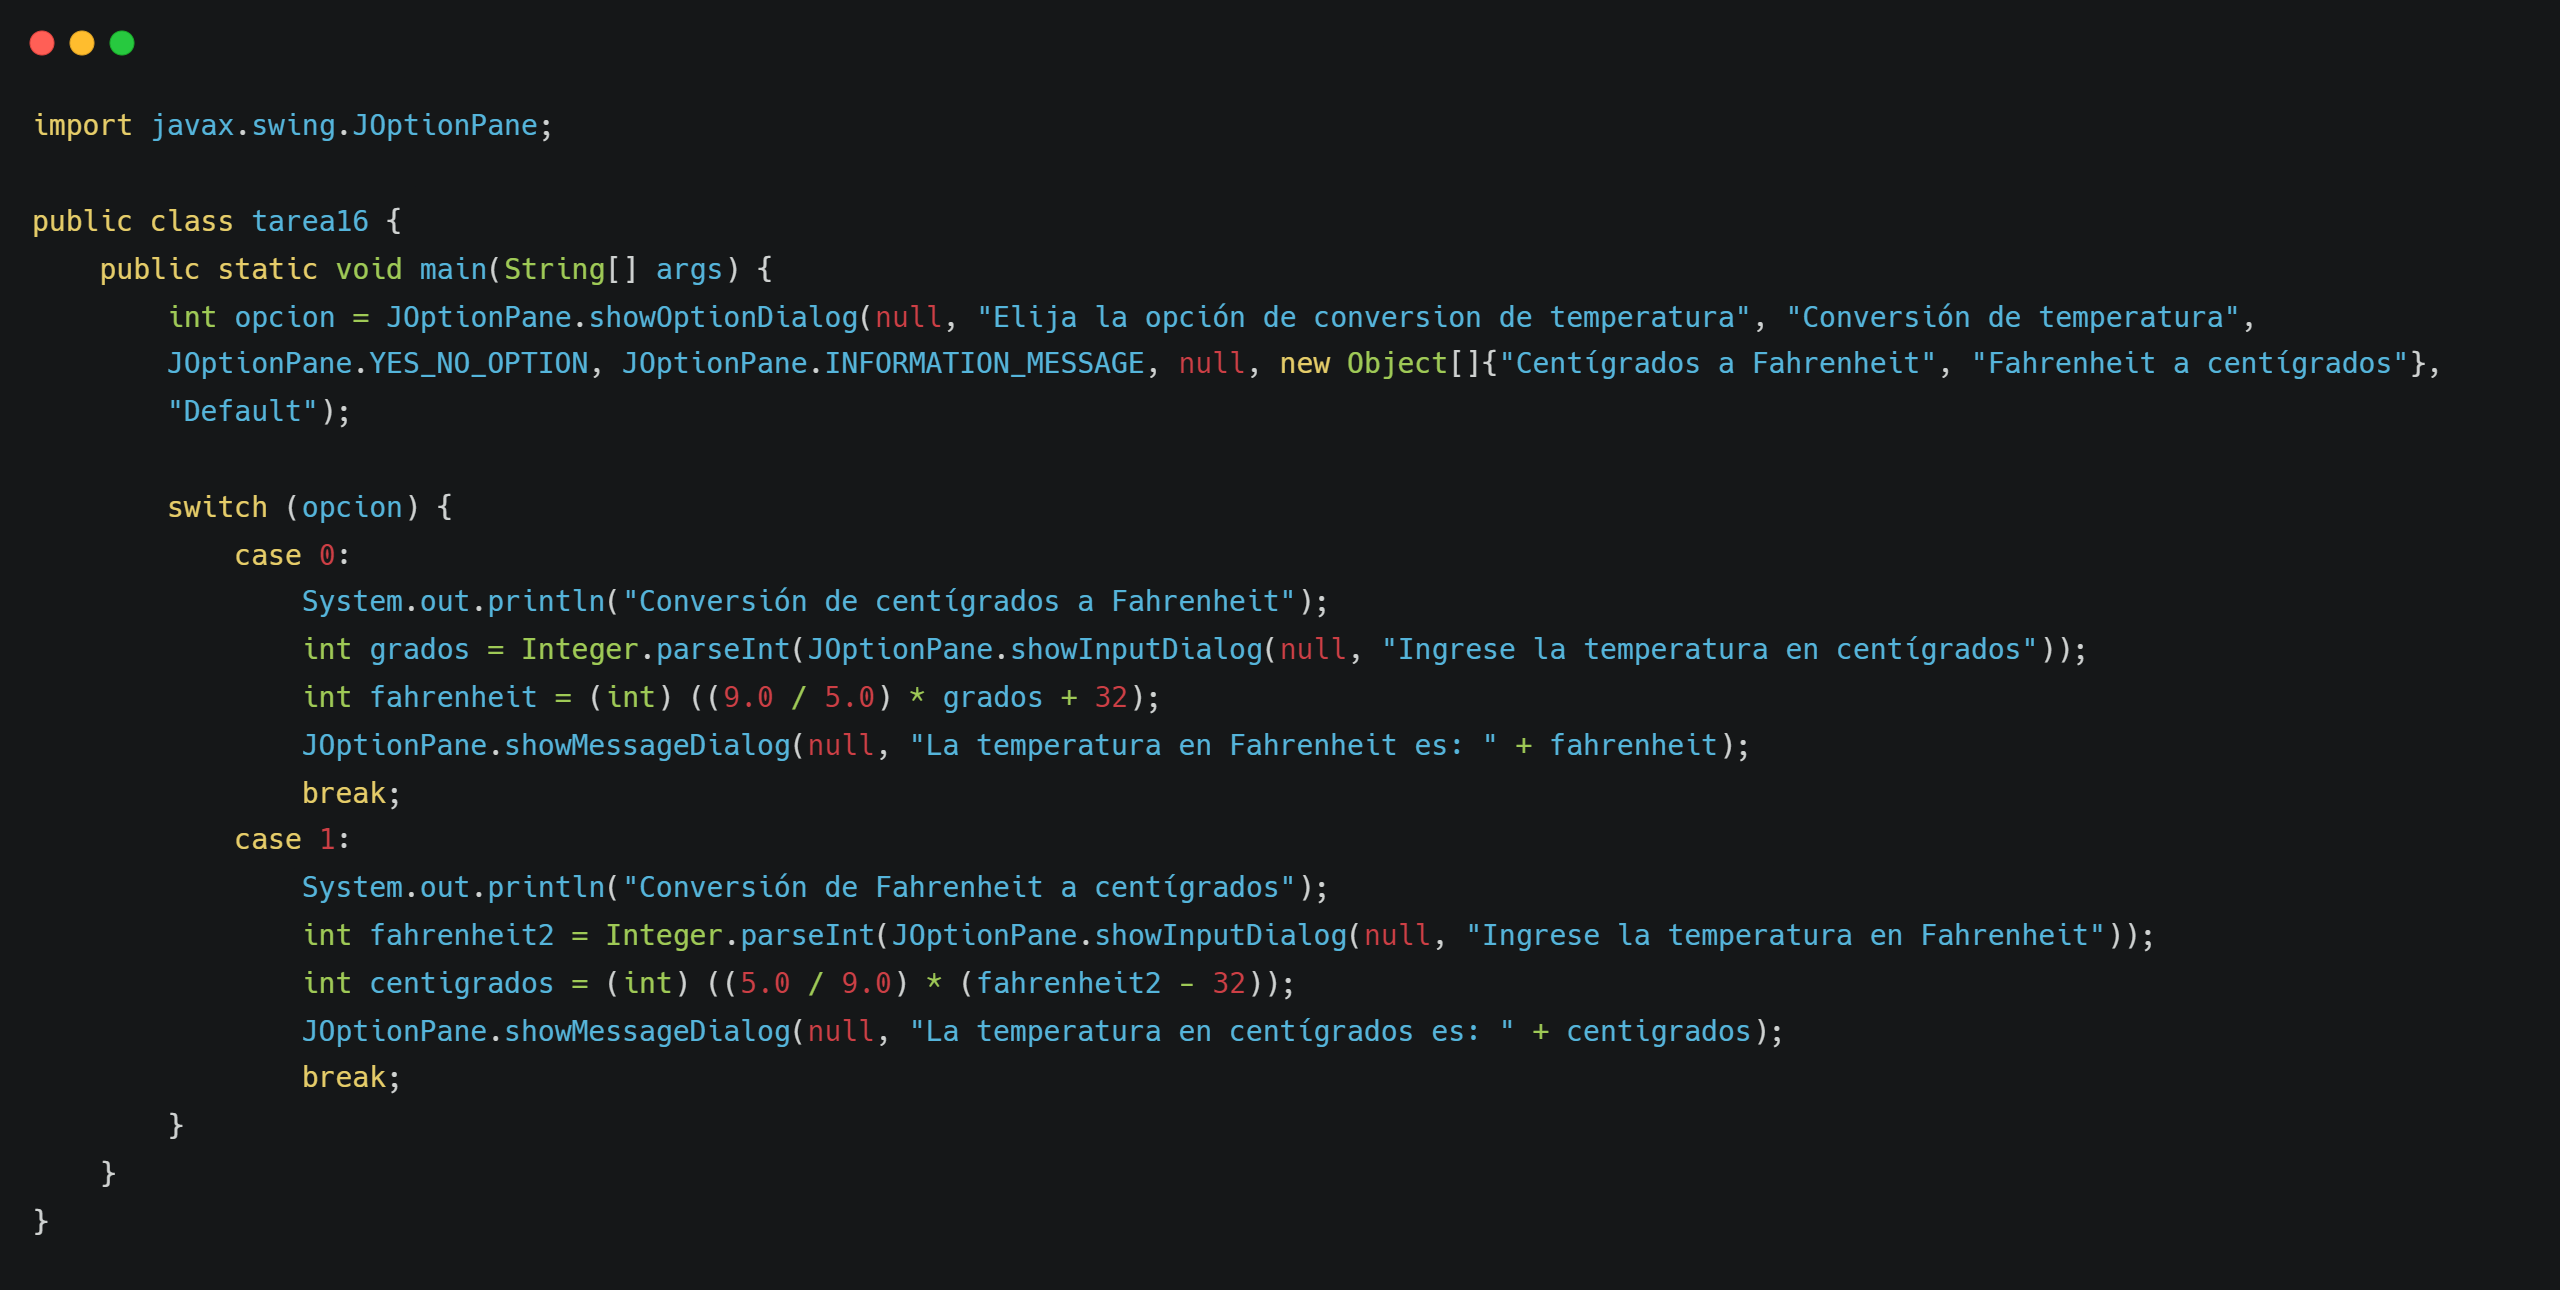 import javax.swing.JOptionPane;

public class tarea16 {
    public static void main(String[] args) {
        int opcion = JOptionPane.showOptionDialog(null, "Elija la opción de conversion de temperatura", "Conversión de temperatura",
        JOptionPane.YES_NO_OPTION, JOptionPane.INFORMATION_MESSAGE, null, new Object[]{"Centígrados a Fahrenheit", "Fahrenheit a centígrados"},
        "Default");

        switch (opcion) {
            case 0:
                System.out.println("Conversión de centígrados a Fahrenheit");
                int grados = Integer.parseInt(JOptionPane.showInputDialog(null, "Ingrese la temperatura en centígrados"));
                int fahrenheit = (int) ((9.0 / 5.0) * grados + 32);
                JOptionPane.showMessageDialog(null, "La temperatura en Fahrenheit es: " + fahrenheit);
                break;
            case 1:
                System.out.println("Conversión de Fahrenheit a centígrados");
                int fahrenheit2 = Integer.parseInt(JOptionPane.showInputDialog(null, "Ingrese la temperatura en Fahrenheit"));
                int centigrados = (int) ((5.0 / 9.0) * (fahrenheit2 - 32));
                JOptionPane.showMessageDialog(null, "La temperatura en centígrados es: " + centigrados);
                break;
        }
    }
}